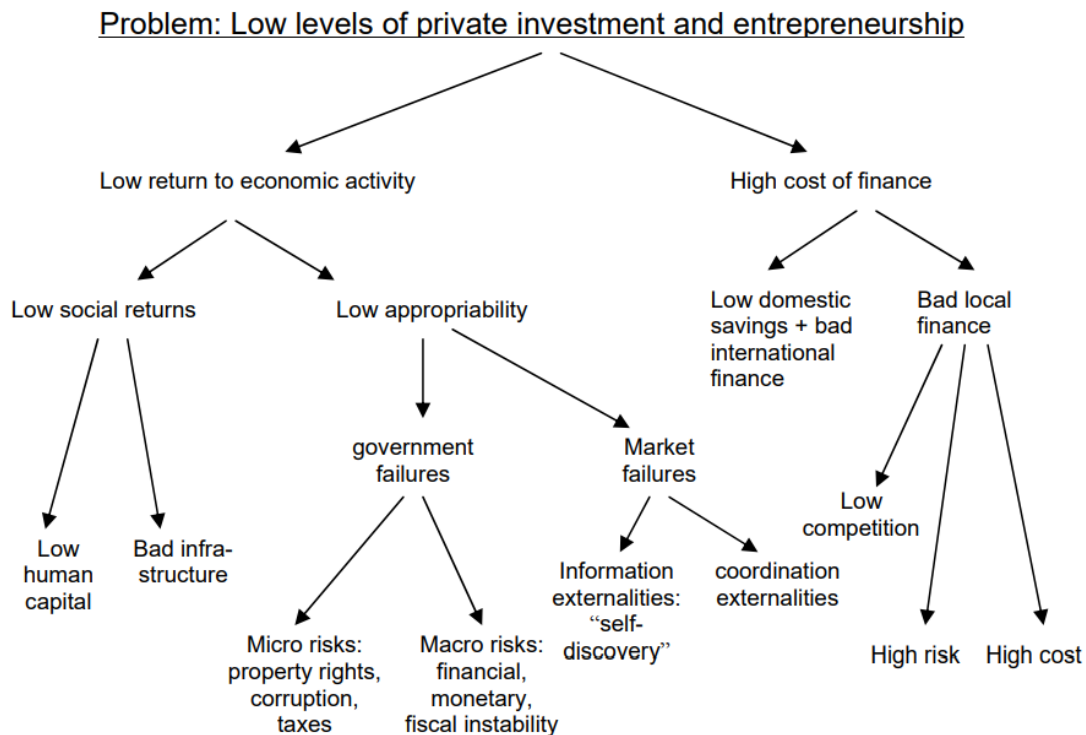 Problem: Low levels of private investment and entrepreneurship
Low return to economic activity
High cost of finance
Low social returns
Low appropriability
Low domestic
savings + bad
international
finance
Bad local
finance
government
failures
Market
failures
Low
competition
Low
human
capital
Bad infra-
structure
Information
externalities:
“self-
discovery”
coordination
externalities
Micro risks:
property rights,
corruption,
taxes
Macro risks:
financial,
monetary,
fiscal instability
High risk
High cost